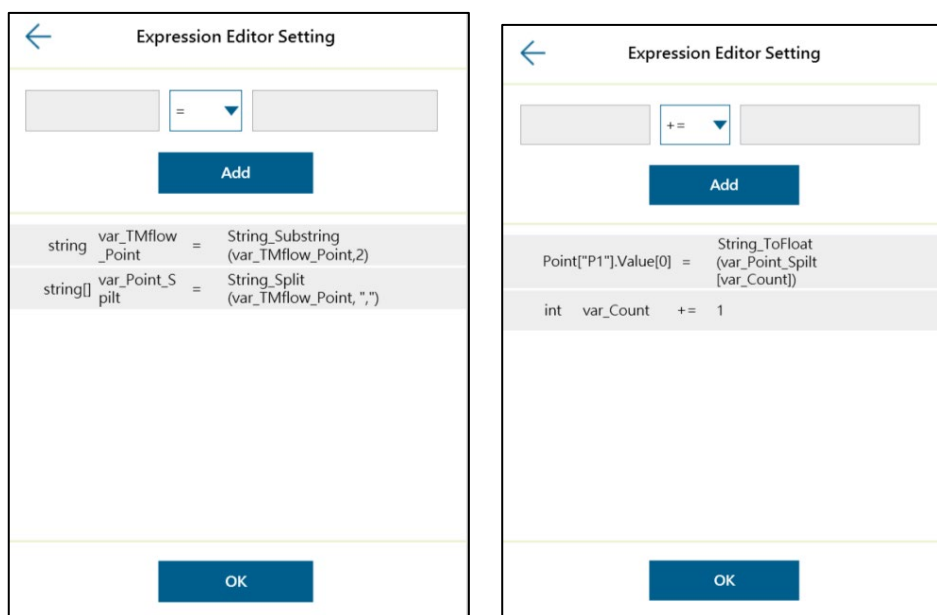 Expression Editor Setting
=
Add
string var_TMflow = String_Substring
_Point (var_TMflow_Point,2)
string[] var_Point_S = String_Split
pilt (var_TMflow_Point, ",")
OK
Expression Editor Setting
+=
Add
Point["P1"].Value[0] = String_ToFloat
(var_Point_Spilt
[var_Count])
int var_Count += 1
OK